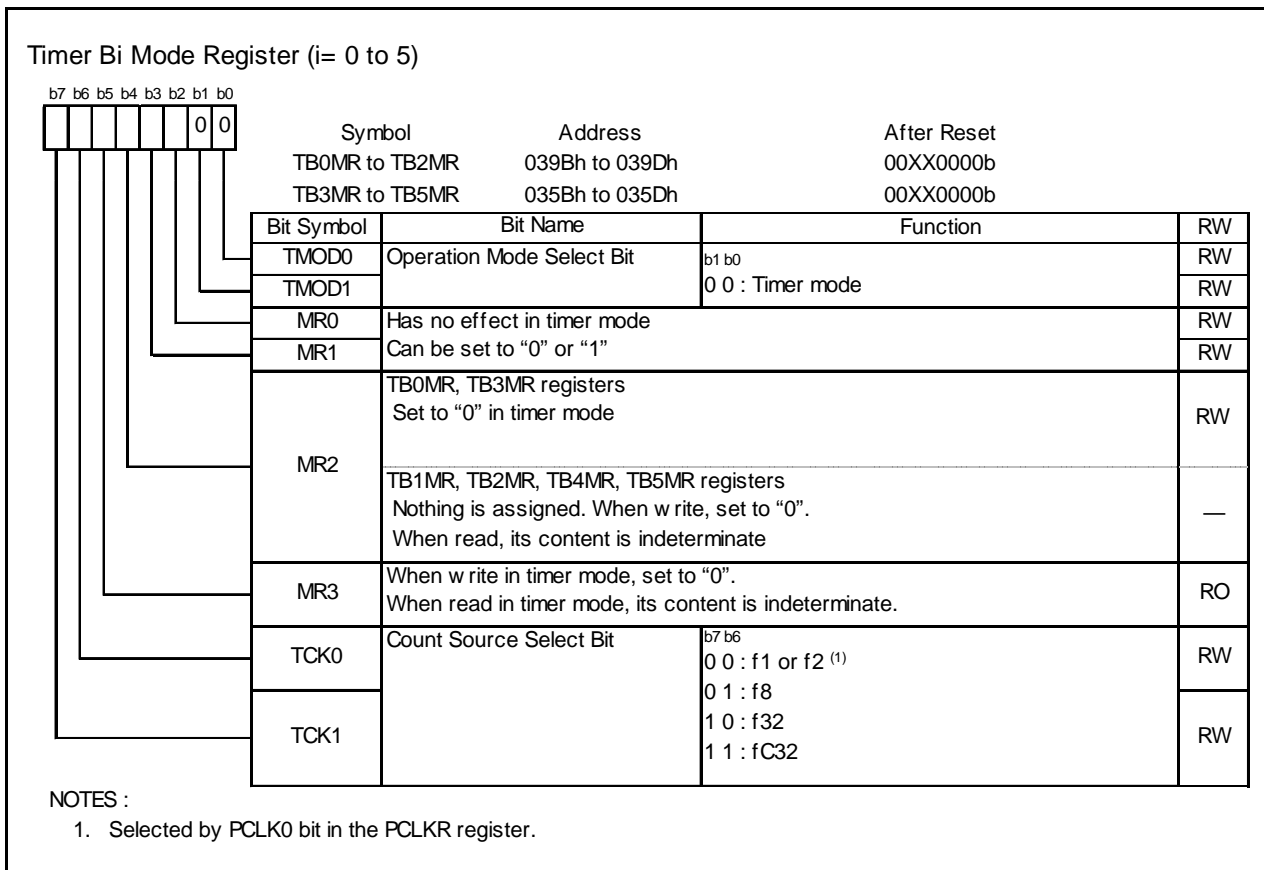 Timer Bi Mode Register (i= 0 to 5)
b7 b6 b5 b4 b3 b2 b1 b0
0 0
Symbol Address After Reset
TB0MR to TB2MR 039Bh to 039Dh 00XX0000b
TB3MR to TB5MR 035Bh to 035Dh 00XX0000b
Bit Symbol Bit Name Function RW
TMOD0 Operation Mode Select Bit b1 b0 RW
TMOD1 0 0 : Timer mode RW
MR0 Has no effect in timer mode RW
MR1 Can be set to “0” or “1” RW
MR2
TB0MR, TB3MR registers
Set to “0” in timer mode RW
TB1MR, TB2MR, TB4MR, TB5MR registers
Nothing is assigned. When write, set to “0”. —
When read, its content is indeterminate
MR3 When write in timer mode, set to “0”. RO
When read in timer mode, its content is indeterminate.
TCK0 Count Source Select Bit b7 b6 RW
0 0 : f1 or f2 (1)
0 1 : f8
TCK1 1 0 : f32 RW
1 1 : fC32
NOTES :
1. Selected by PCLK0 bit in the PCLKR register.